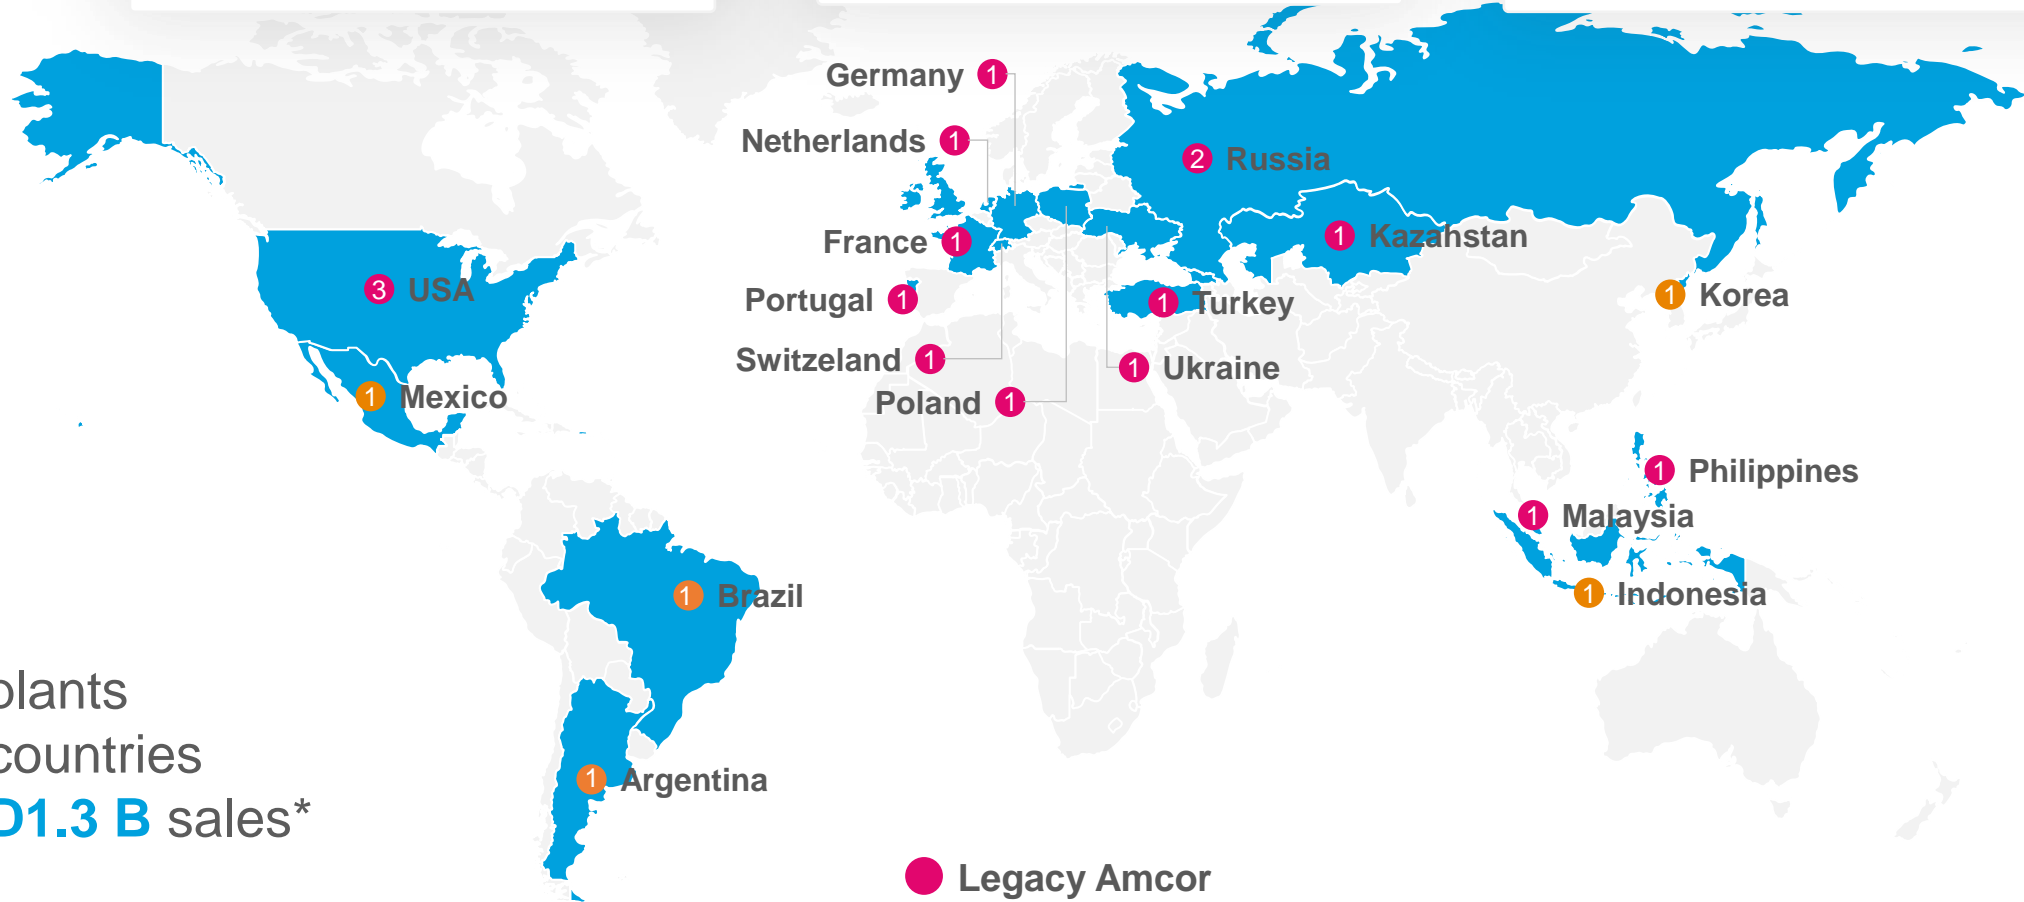 Germany 1
Netherlands 1
2 Russia
France 1
1 Kazahstan
3 USA
Portugal 1
1 Turkey
1 Korea
Switzeland 1
1 Ukraine
1 Mexico
Poland 1
1 Philippines
1 Malaysia
1 Brazil
1 Indonesia
plants
countries
D1.3 B sales*
1 Argentina
Legacy Amcor